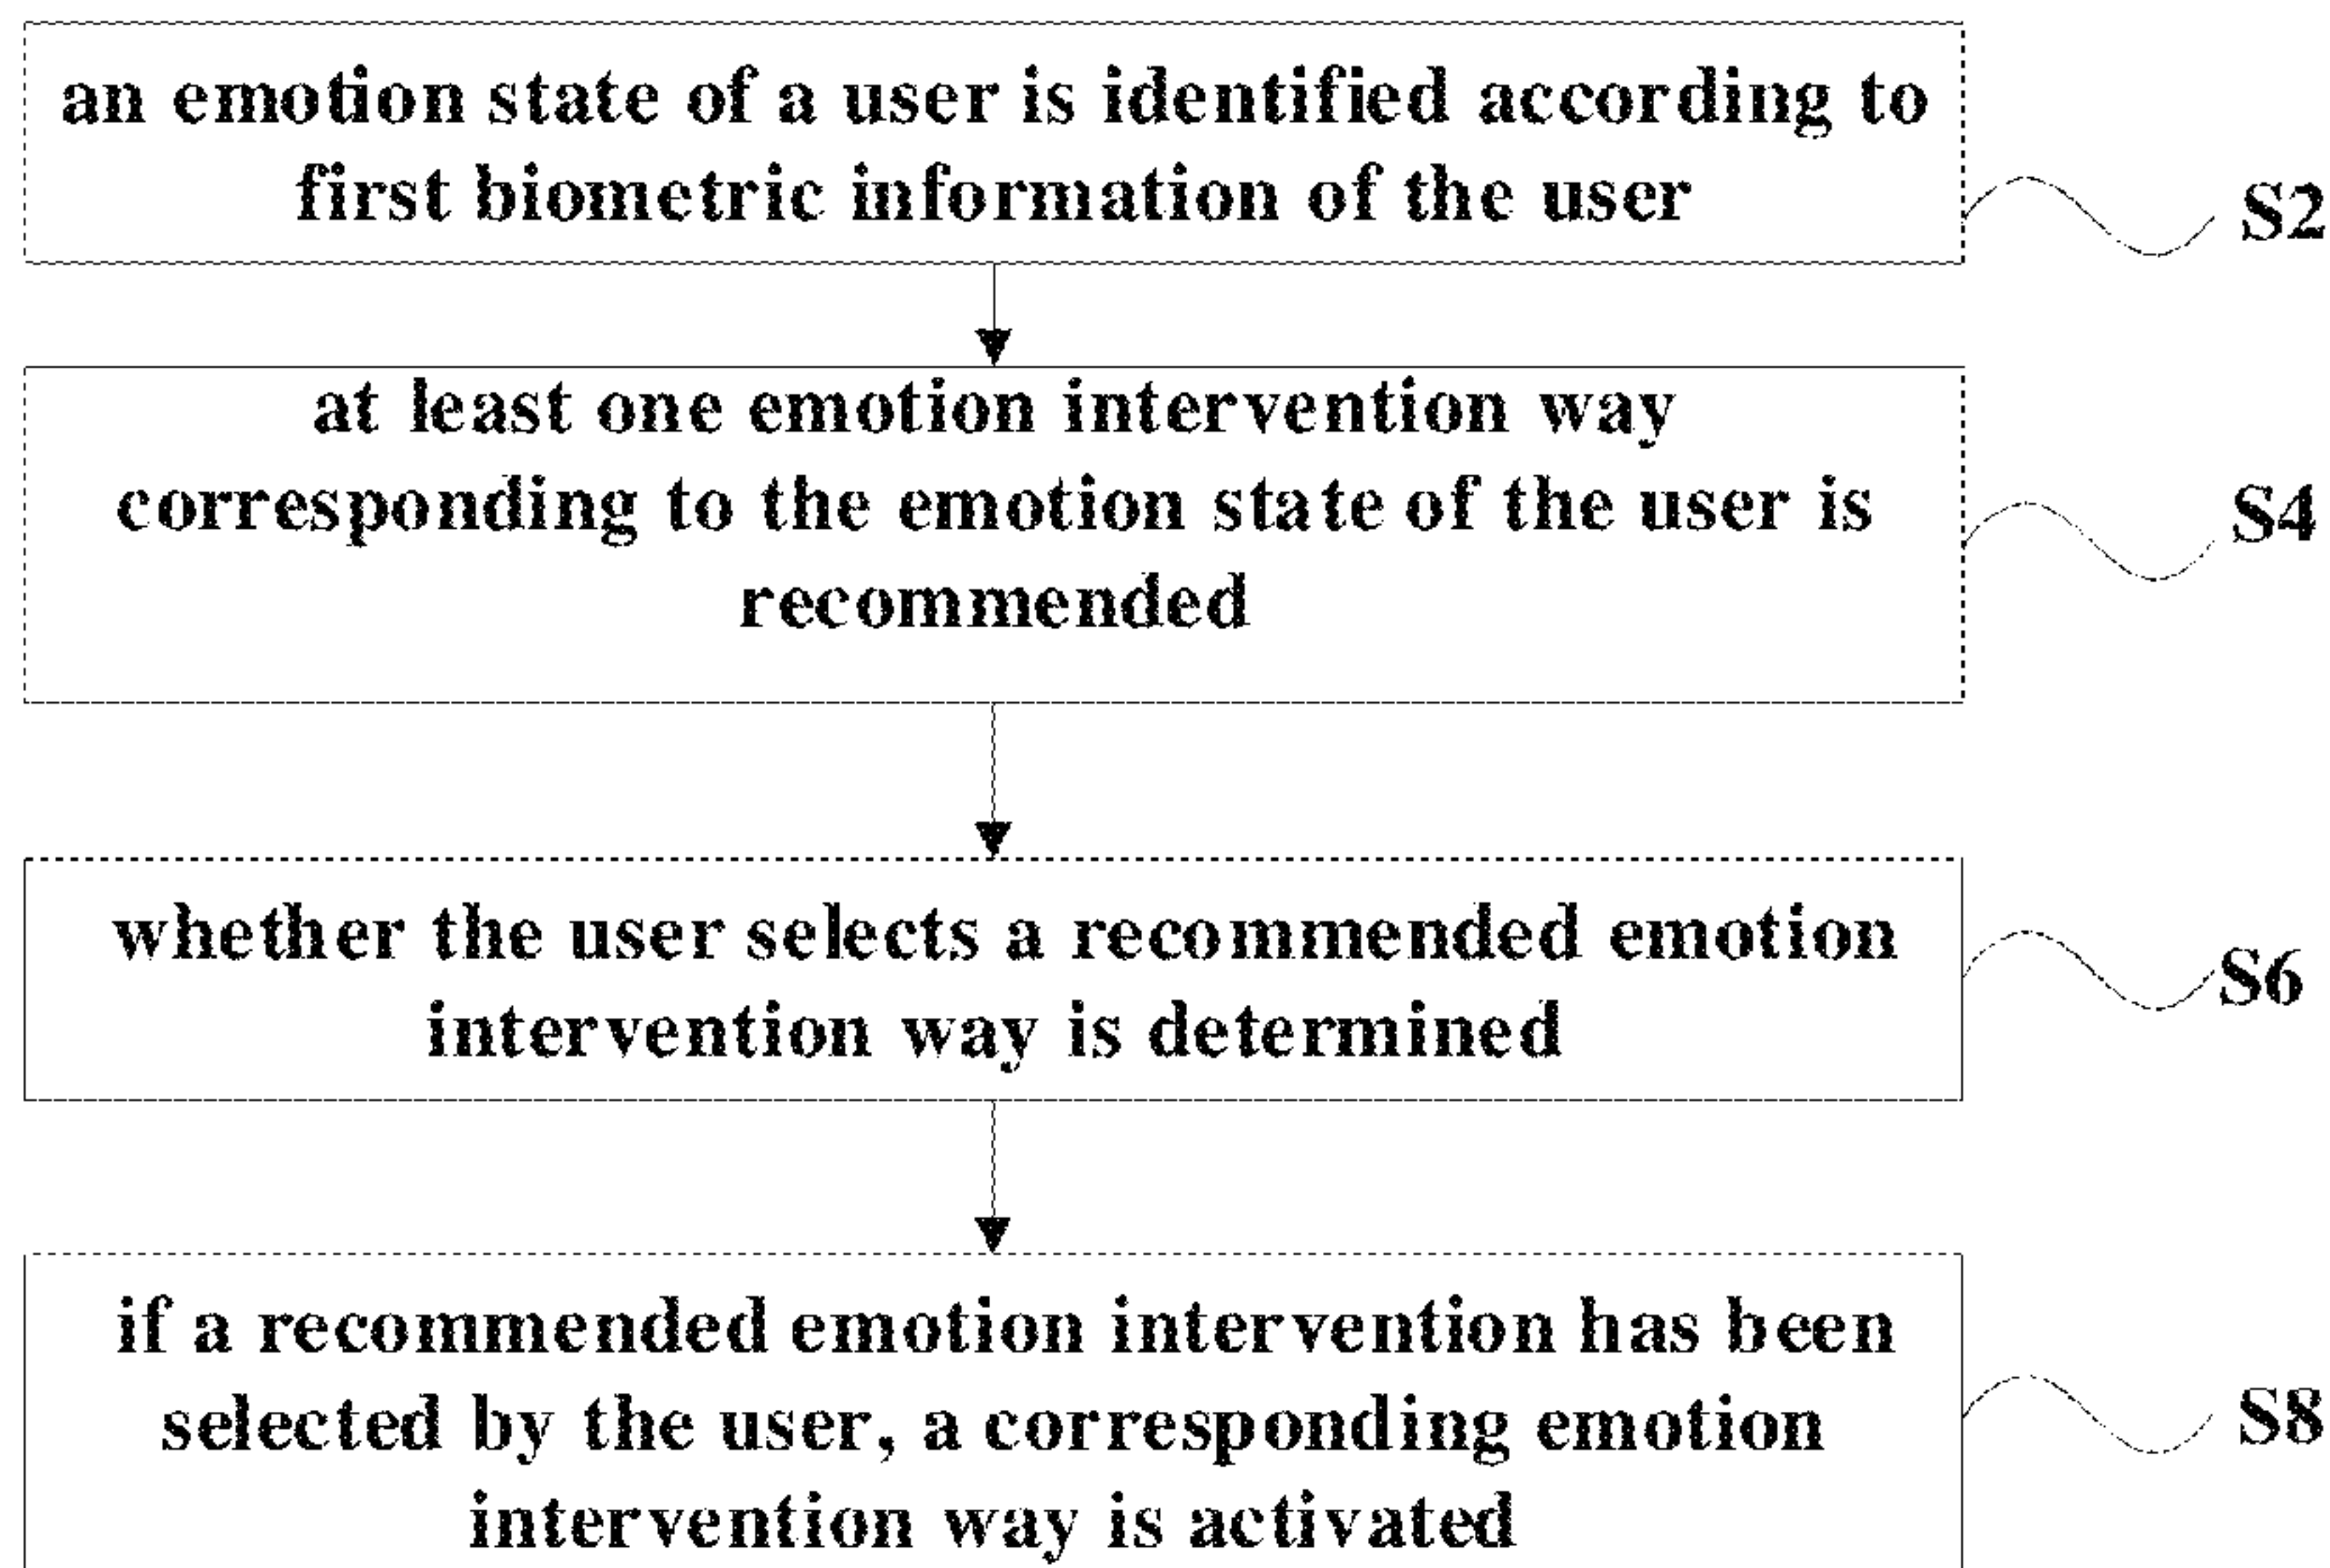 an emotion state of a user is identified according to
first biometric information of the user
S2
at least one emotion intervention way
corresponding to the emotion state of the user is
recommended
S4
whether the user selects a recommended emotion
intervention way is determined
S6
if a recommended emotion intervention has been
selected by the user, a corresponding emotion
intervention way is activated
S8